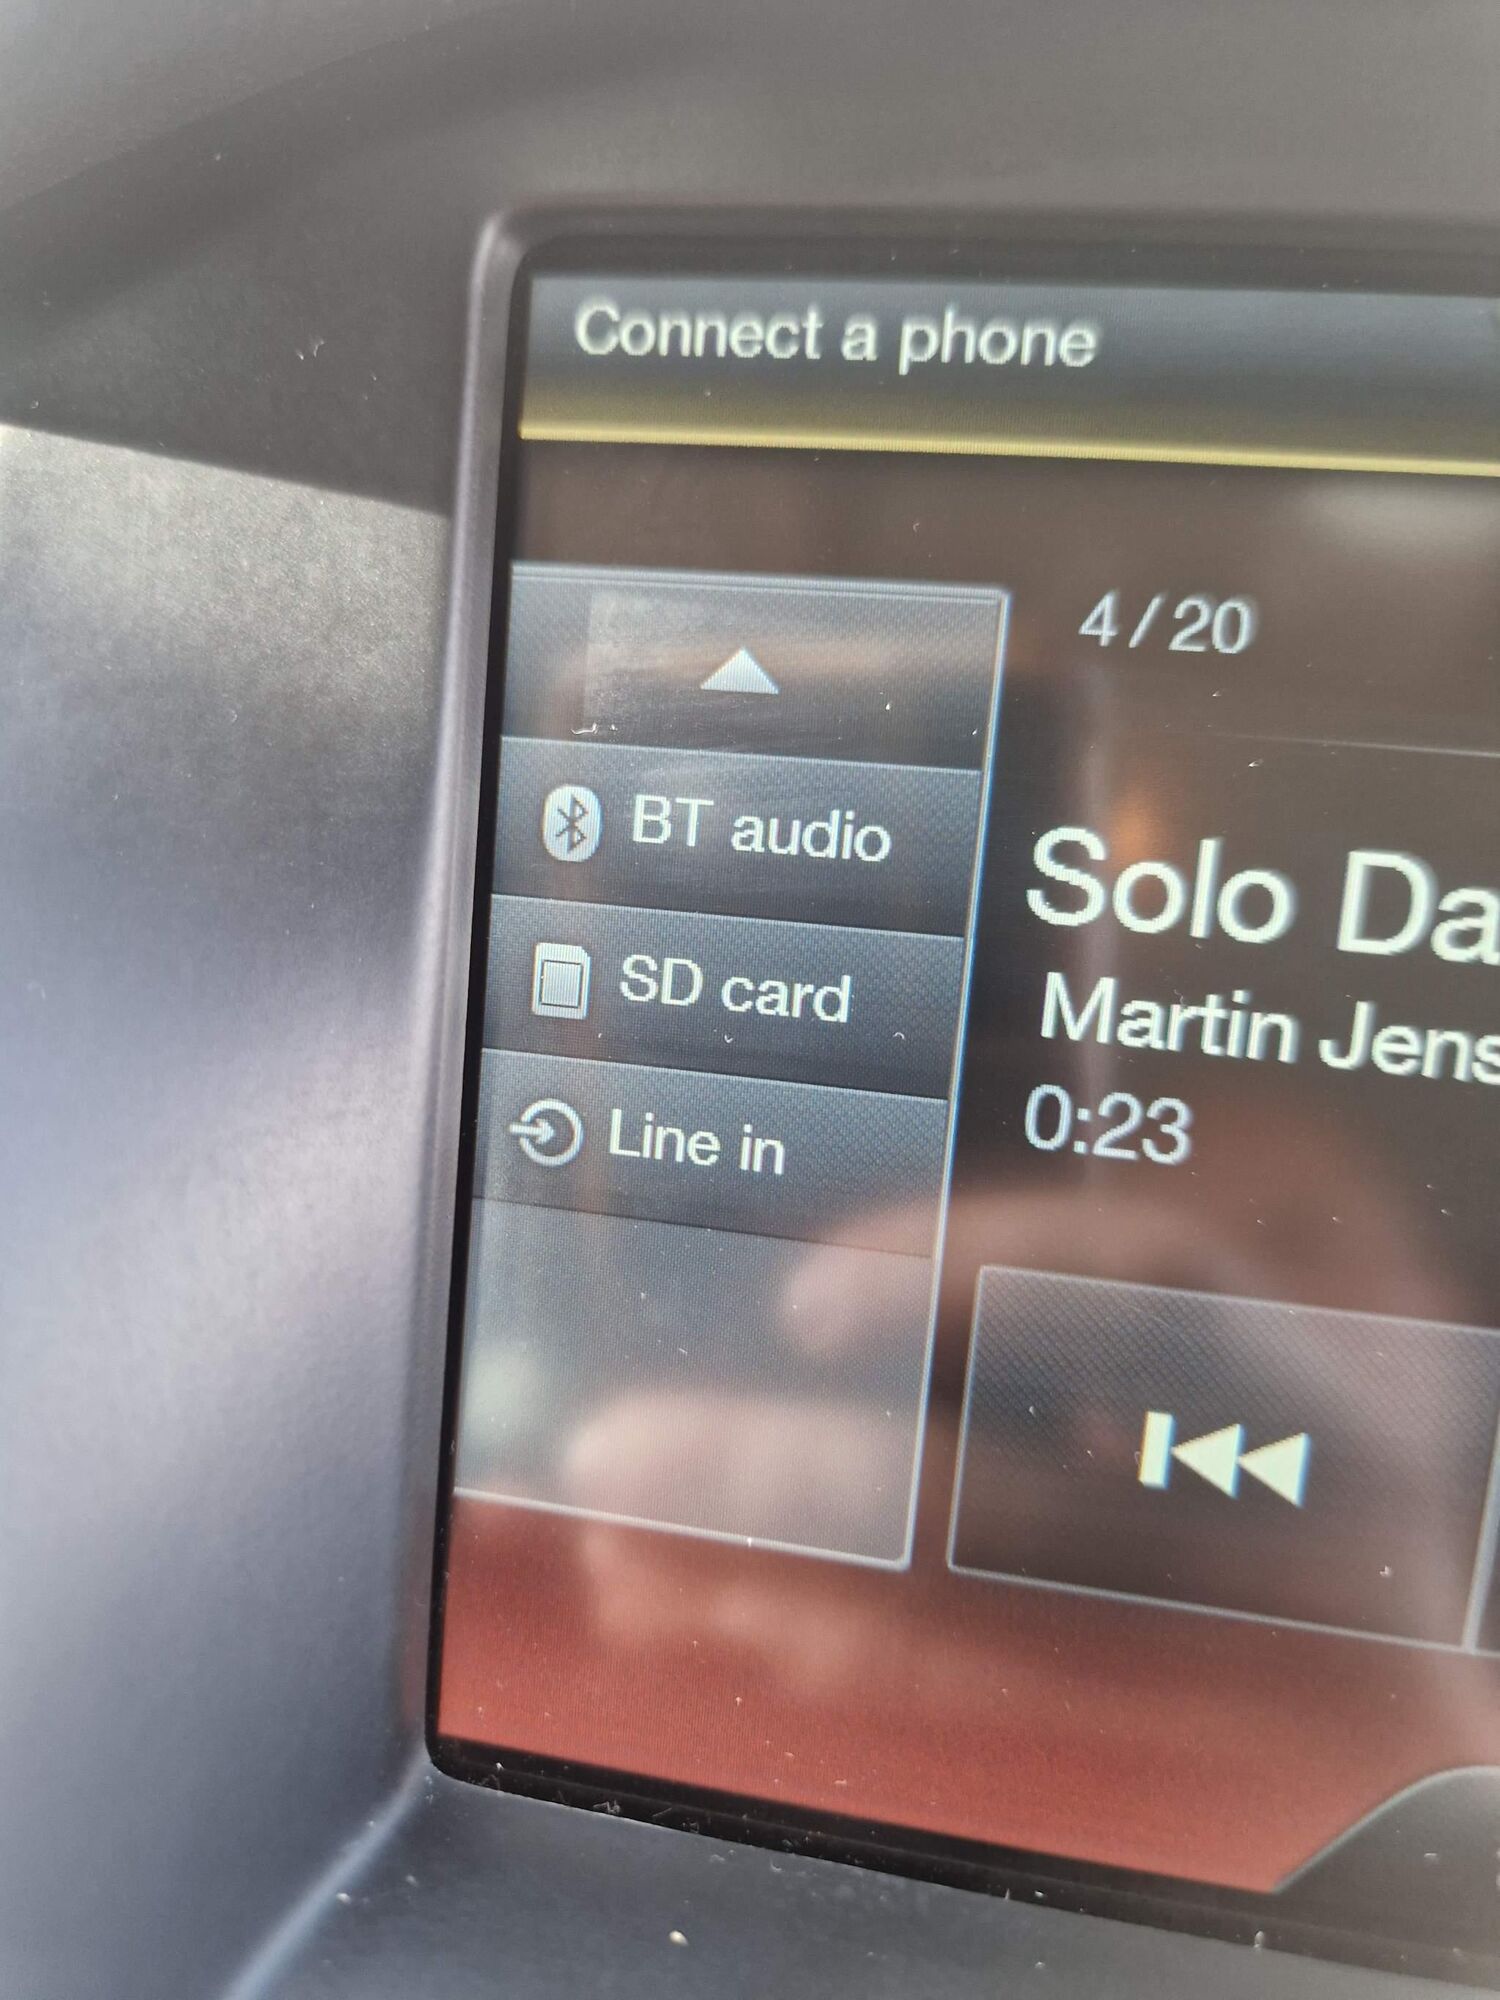 Connect a phone
4/20
BT audio
SD card
Line in
Solo Da
Martin Jens
0:23